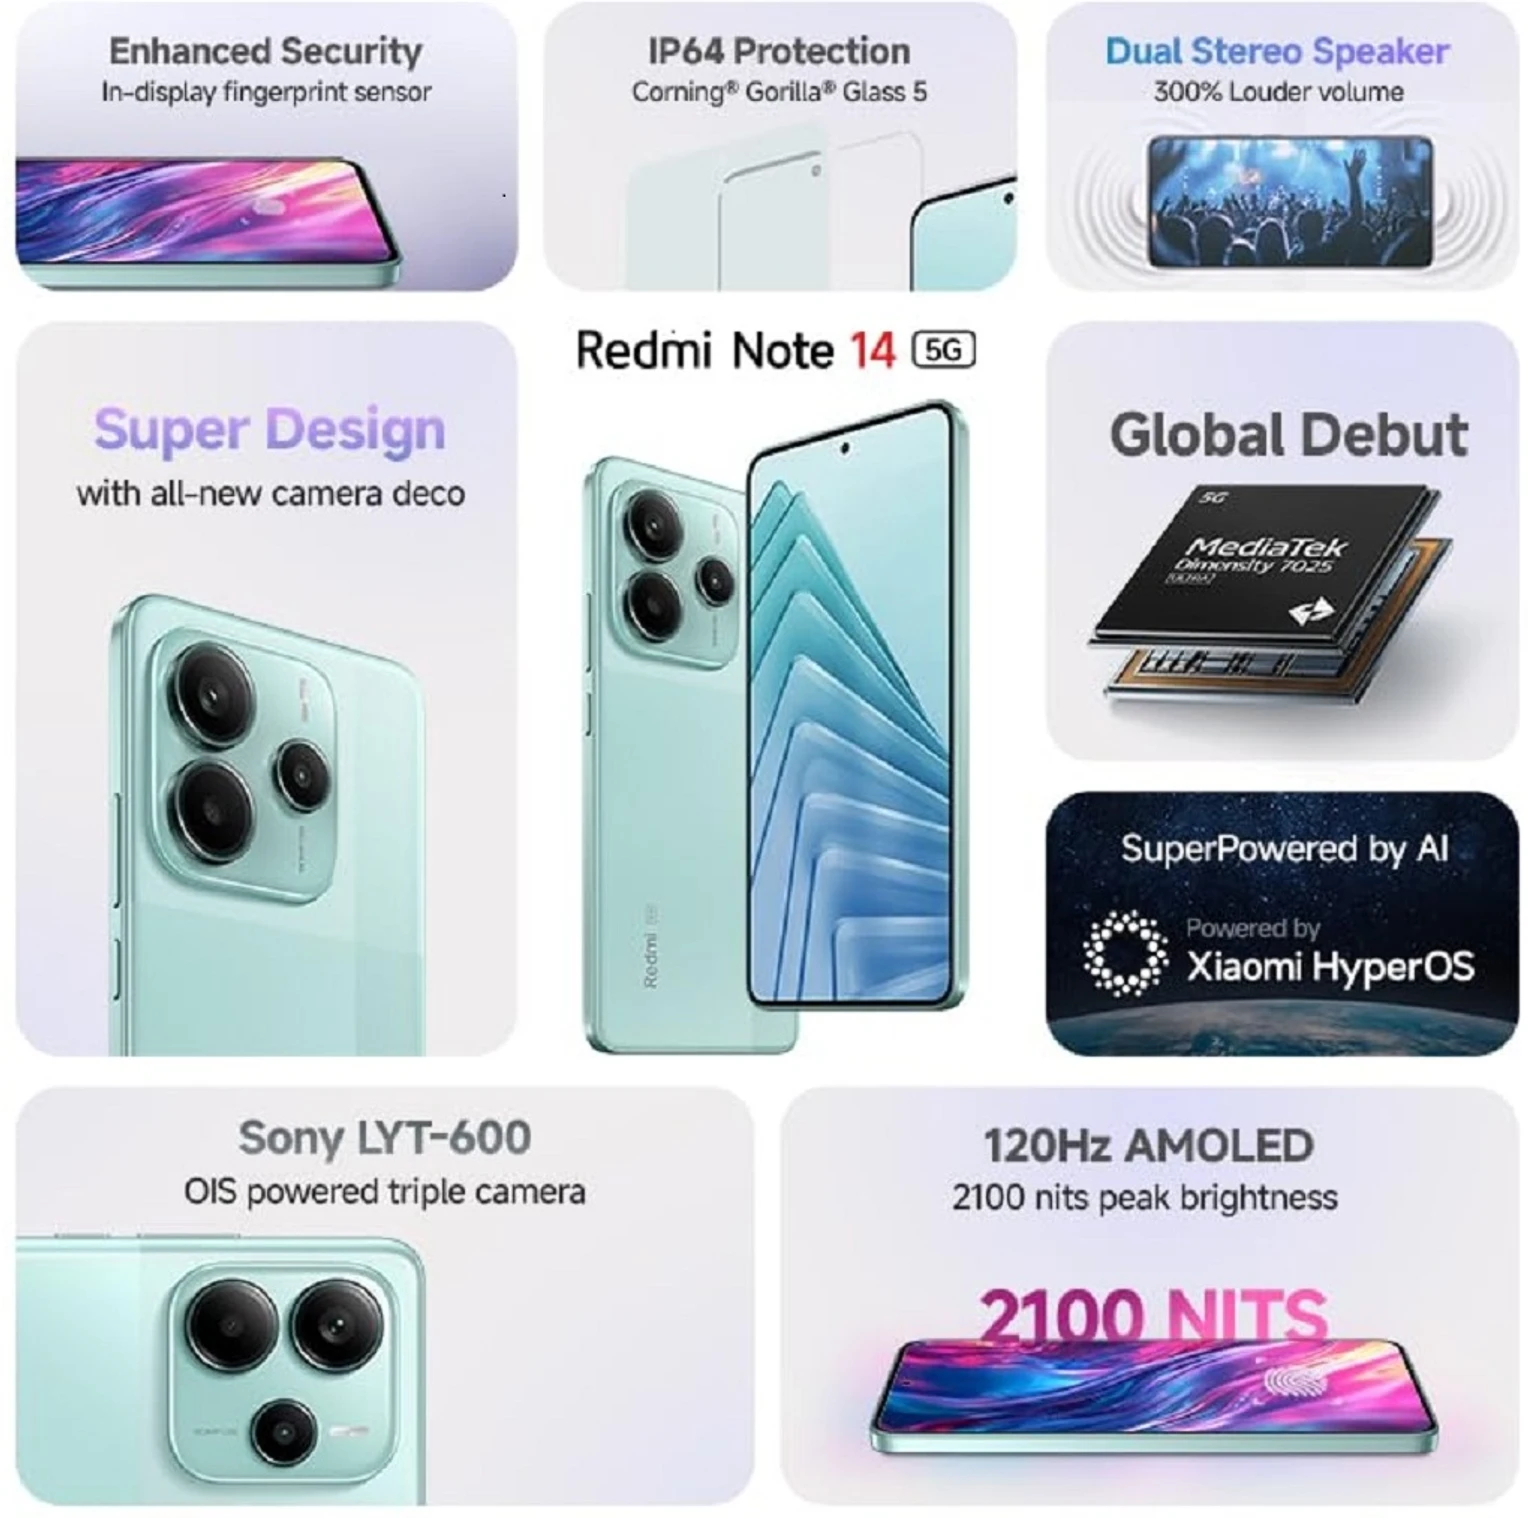 Enhanced Security
In-display fingerprint sensor
IP64 Protection
Corning® Gorilla® Glass 5
Dual Stereo Speaker
300% Louder volume
Super Design
with all-new camera deco
Redmi Note 14 5G
Redmi
Global Debut
5G
MediaTek
Dimensity 7025
SuperPowered by AI
Powered by
Xiaomi HyperOS
Sony LYT-600
OIS powered triple camera
120Hz AMOLED
2100 nits peak brightness
2100 NITS